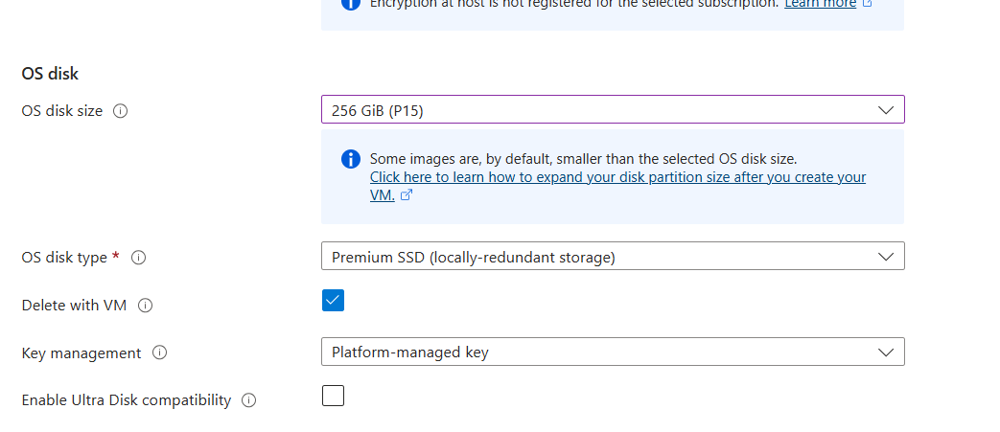 Encryption at host is not registered for the selected subscription. Learn more
OS disk
OS disk size
256 GiB (P15)
Some images are, by default, smaller than the selected OS disk size.
Click here to learn how to expand your disk partition size after you create your
VM.
OS disk type *
Premium SSD (locally-redundant storage)
Delete with VM
Key management
Platform-managed key
Enable Ultra Disk compatibility